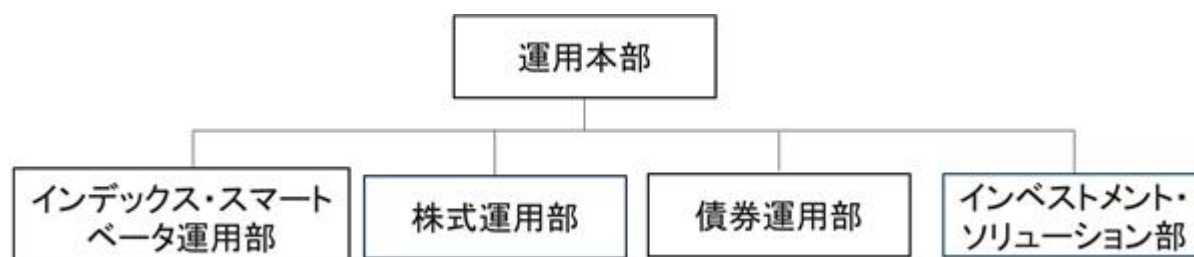 運用本部
インデックス・スマート
ベータ運用部
株式運用部
債券運用部
インベストメント・
ソリューション部